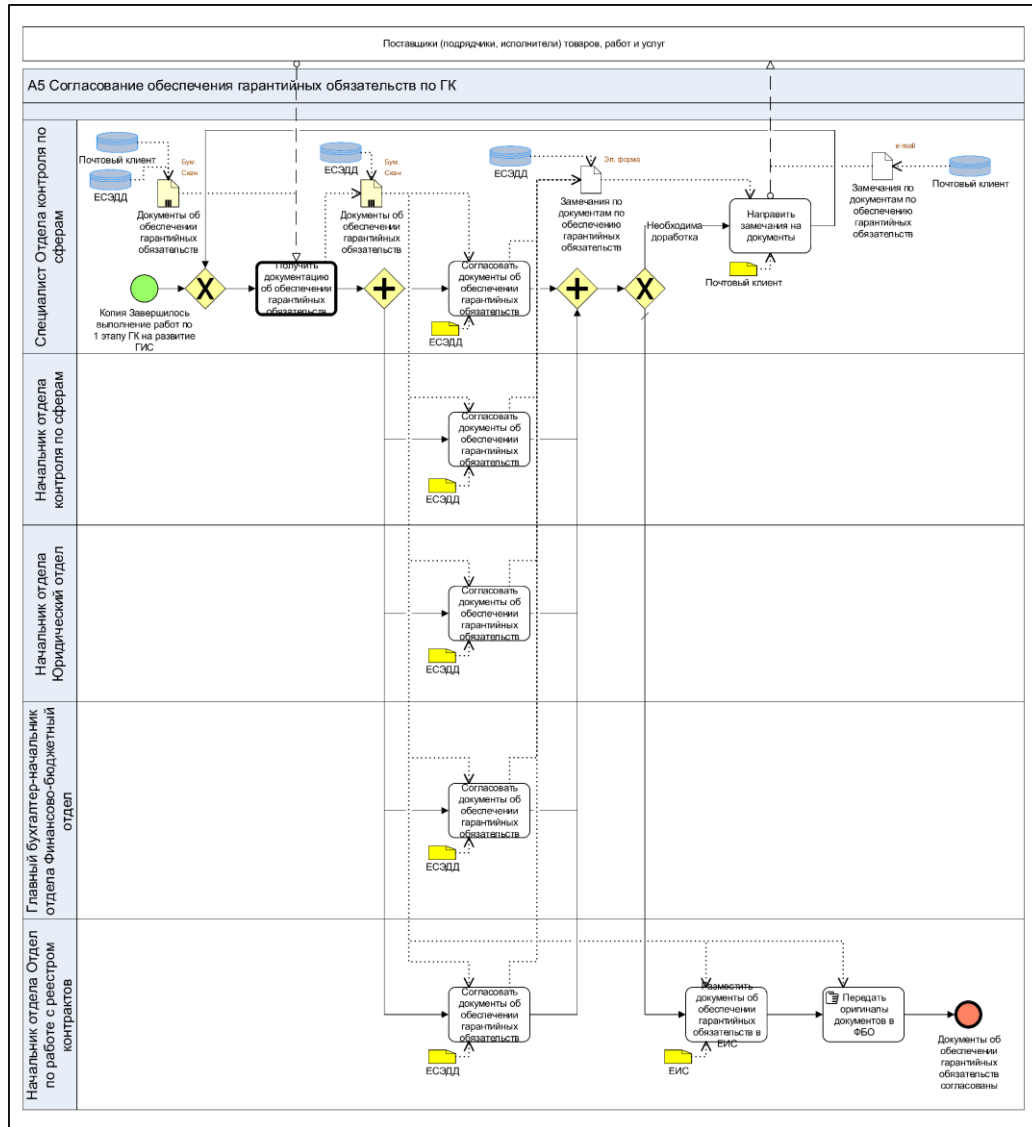 Поставщики (подрядчики, исполнители) товаров, работ и услуг
А5 Согласование обеспечения гарантийных обязательств по ГК
Специалист Отдела контроля по
сферам
Почтовый клиент
ЕСЭДД
Бум.
Скан
Документы об
обеспечении
гарантийных
обязательств
ЕСЭДД
Бум.
Скан
Документы об
обеспечении
гарантийных
обязательств
ЕСЭДД
Эл. форма
Замечания по
документам по
обеспечению
гарантийных
обязательств
e-mail
Замечания по
документам по
обеспечению
гарантийных
обязательств
Почтовый клиент
Копия Завершилось
выполнение работ по
1 этапу ГК на развитие
ГИС
Получить
документацию
об обеспечении
гарантийных
обязательств
Согласовать
документы об
обеспечении
гарантийных
обязательств
ЕСЭДД
Необходима
доработка
Направить
замечания на
документы
Почтовый клиент
Начальник отдела
контроля по сферам
Согласовать
документы об
обеспечении
гарантийных
обязательств
ЕСЭДД
Начальник отдела
Юридический отдел
Согласовать
документы об
обеспечении
гарантийных
обязательств
ЕСЭДД
Главный бухгалтер-начальник
отдела Финансово-бюджетный
отдел
Согласовать
документы об
обеспечении
гарантийных
обязательств
ЕСЭДД
Начальник отдела Отдел
по работе с реестром
контрактов
Согласовать
документы об
обеспечении
гарантийных
обязательств
ЕСЭДД
Разместить
документы об
обеспечении
гарантийных
обязательств в
ЕИС
ЕИС
Передать
оригиналы
документов в
ФБО
Документы об
обеспечении
гарантийных
обязательств
согласованы